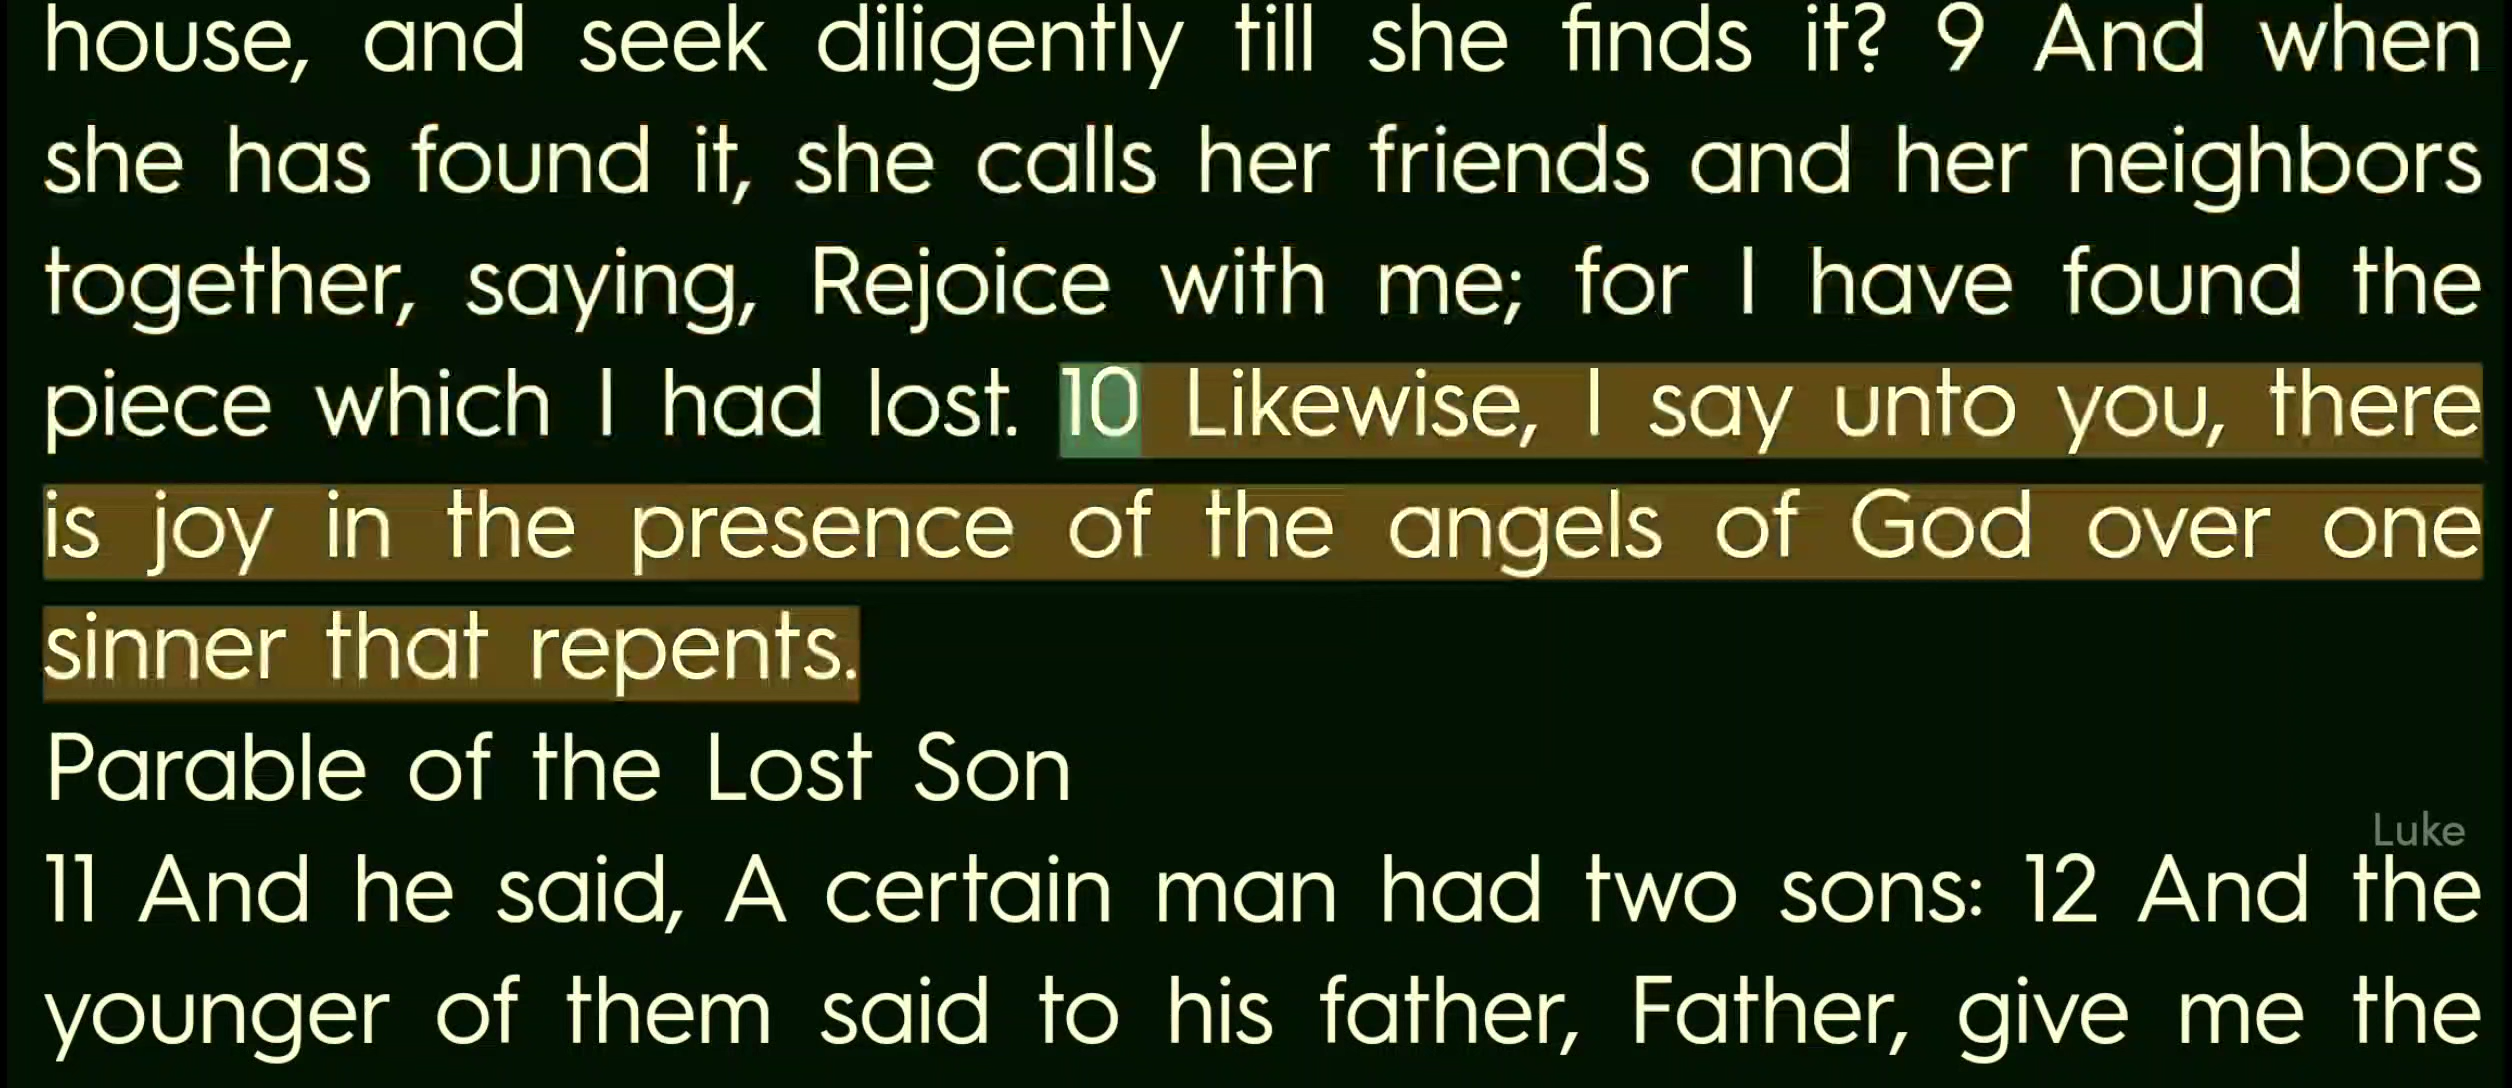 house, and seek diligently till she finds it? 9 And when
she has found it, she calls her friends and her neighbors
together, saying, Rejoice with me; for I have found the
piece which I had lost. 10 Likewise, I say unto you, there
is joy in the presence of the angels of God over one
sinner that repents.
Parable of the Lost Son
Luke
11 And he said, A certain man had two sons: 12 And the
younger of them said to his father, Father, give me the